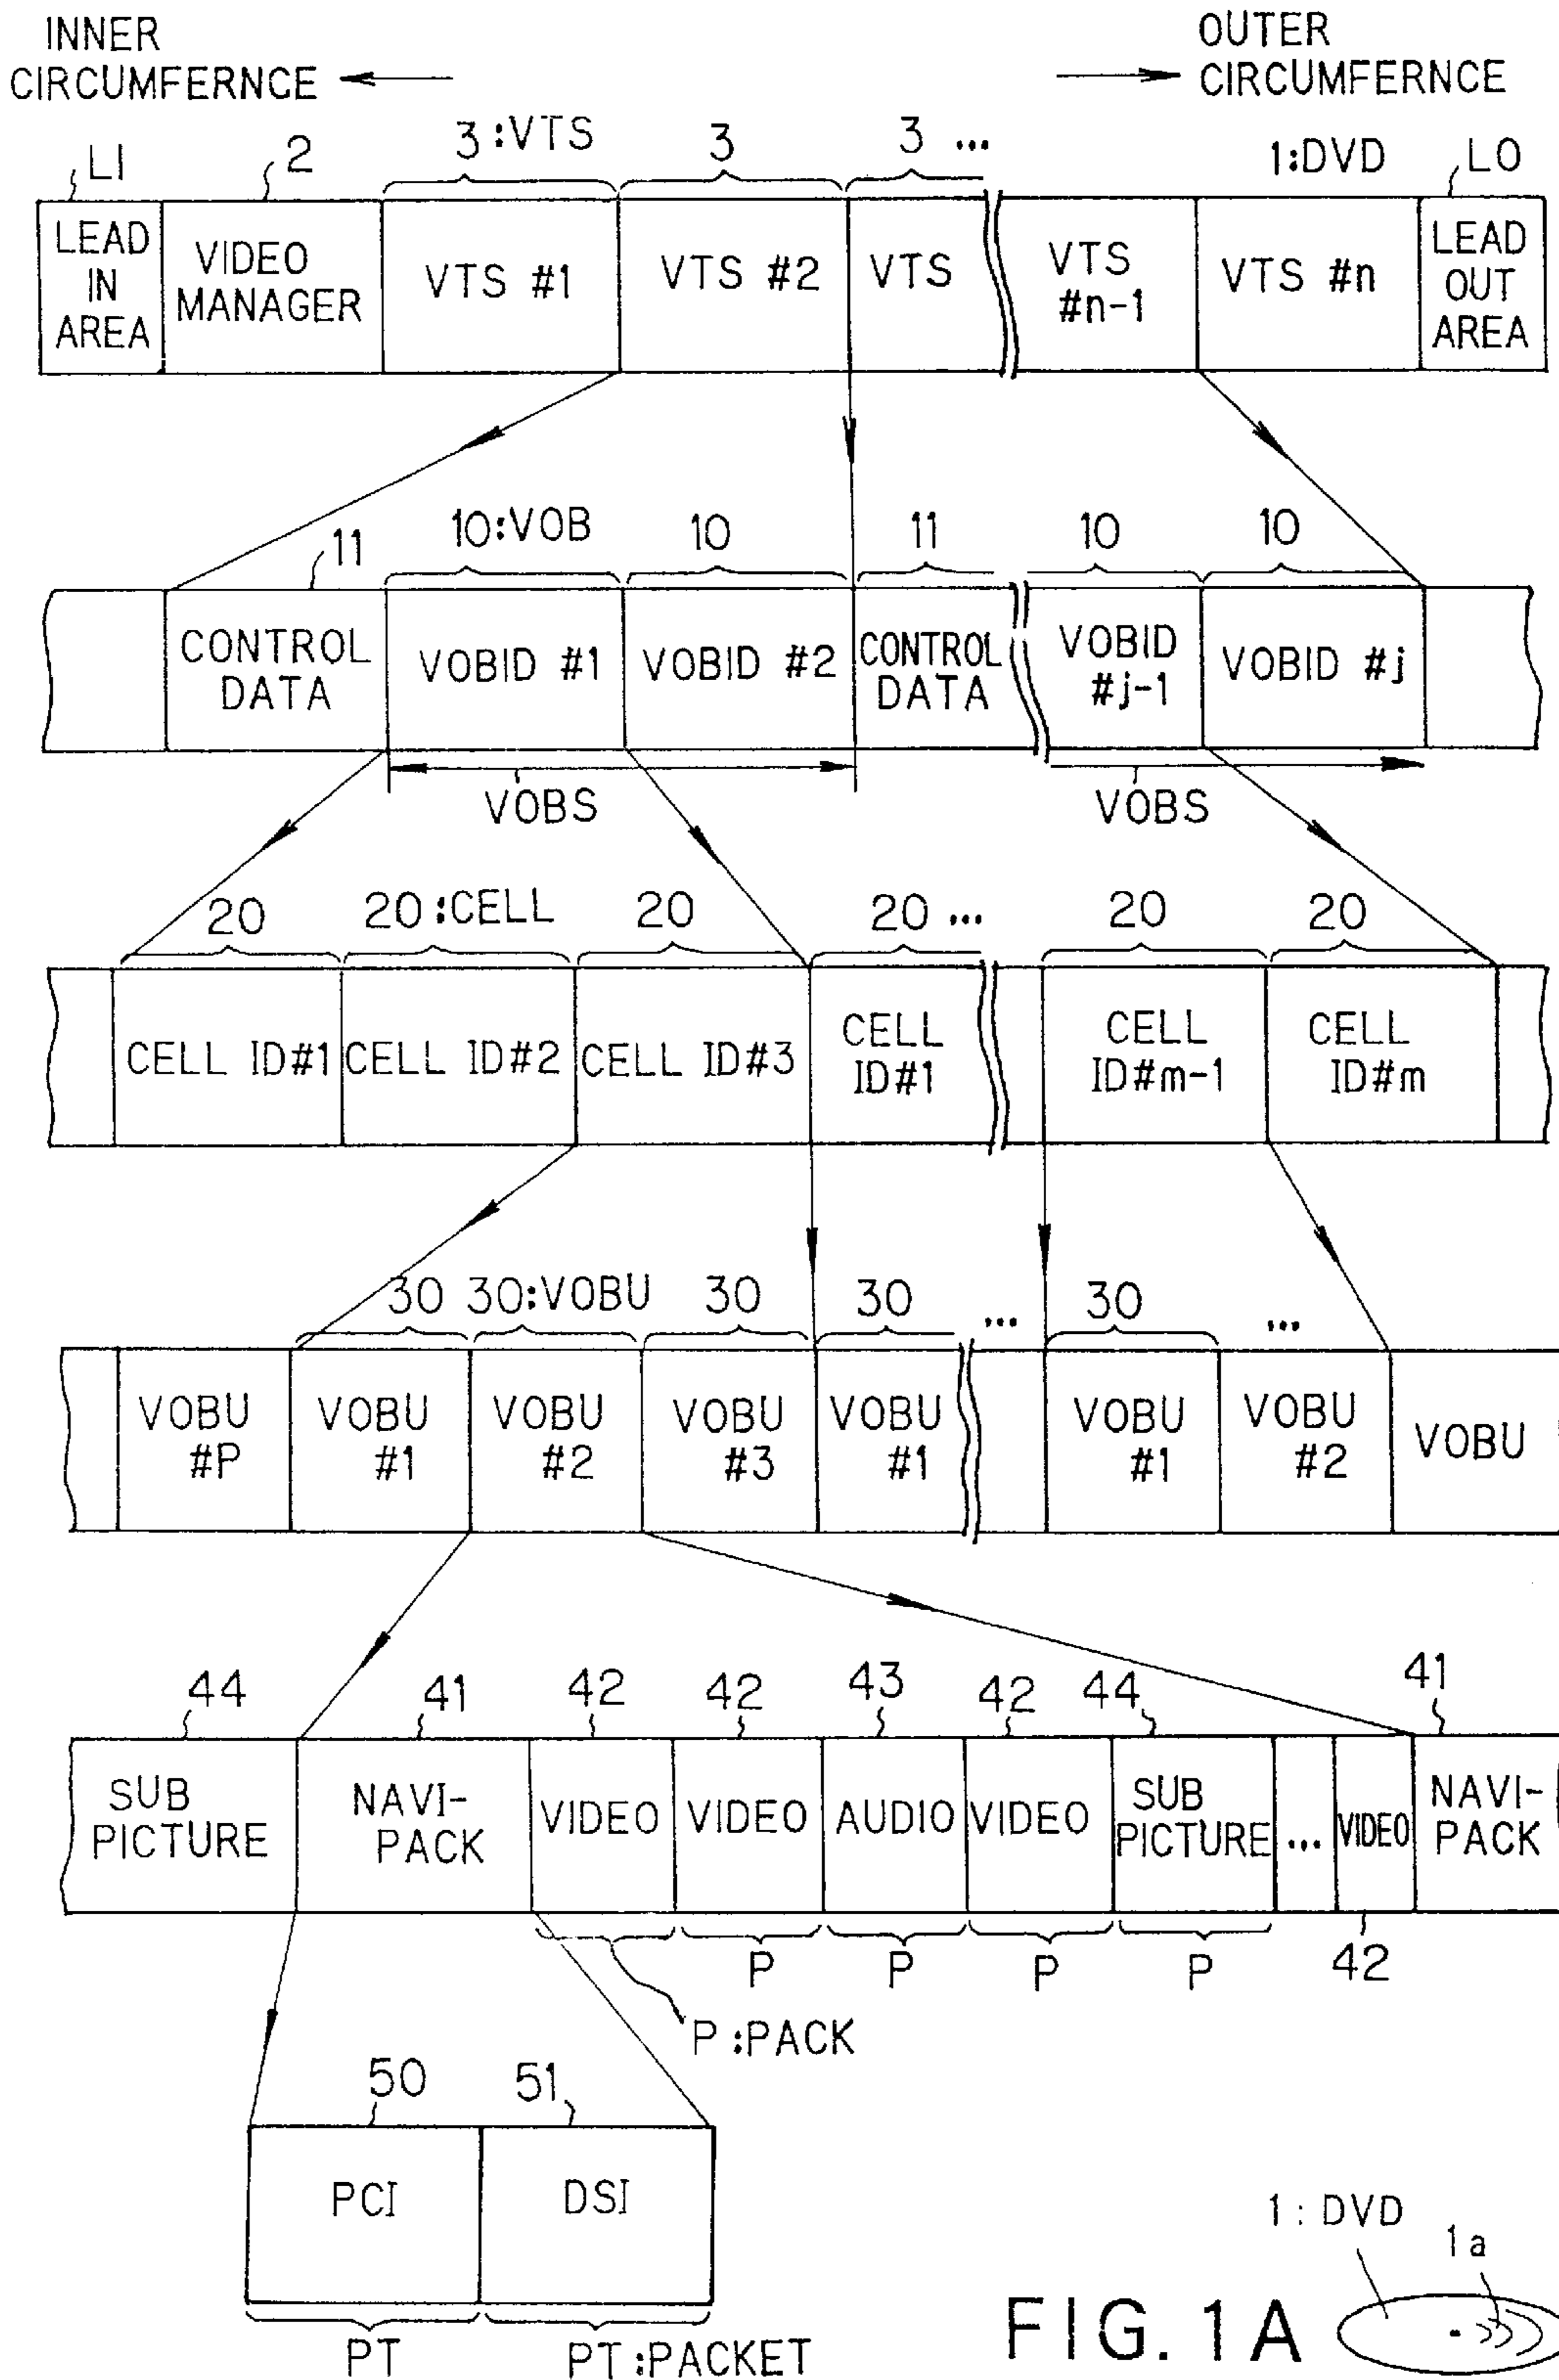 INNER
CIRCUMFERNCE
OUTER
CIRCUMFERNCE
LI 2 3:VTS 3 3 ... 1:DVD LO
LEAD
IN
AREA
VIDEO
MANAGER
VTS #1
VTS #2
VTS
VTS
#n-1
VTS #n
LEAD
OUT
AREA
11 10:VOB 10 11 10 10
CONTROL
DATA
VOBID #1
VOBID #2
CONTROL
DATA
VOBID
#j-1
VOBID #j
VOBS VOBS
20 20:CELL 20 20 ... 20 20
CELL ID#1
CELL ID#2
CELL ID#3
CELL
ID#1
CELL
ID#m-1
CELL
ID#m
30 30:VOBU 30 30 ... 30 ...
VOBU
#P
VOBU
#1
VOBU
#2
VOBU
#3
VOBU
#1
VOBU
#1
VOBU
#2
VOBU
44 41 42 42 43 42 44 41
SUB
PICTURE
NAVI-
PACK
VIDEO
VIDEO
AUDIO
VIDEO
SUB
PICTURE
...
VIDEO
NAVI-
PACK
P P P P 42
P:PACK
50 51
PCI DSI
PT PT:PACKET
1: DVD
1a
FIG. 1A